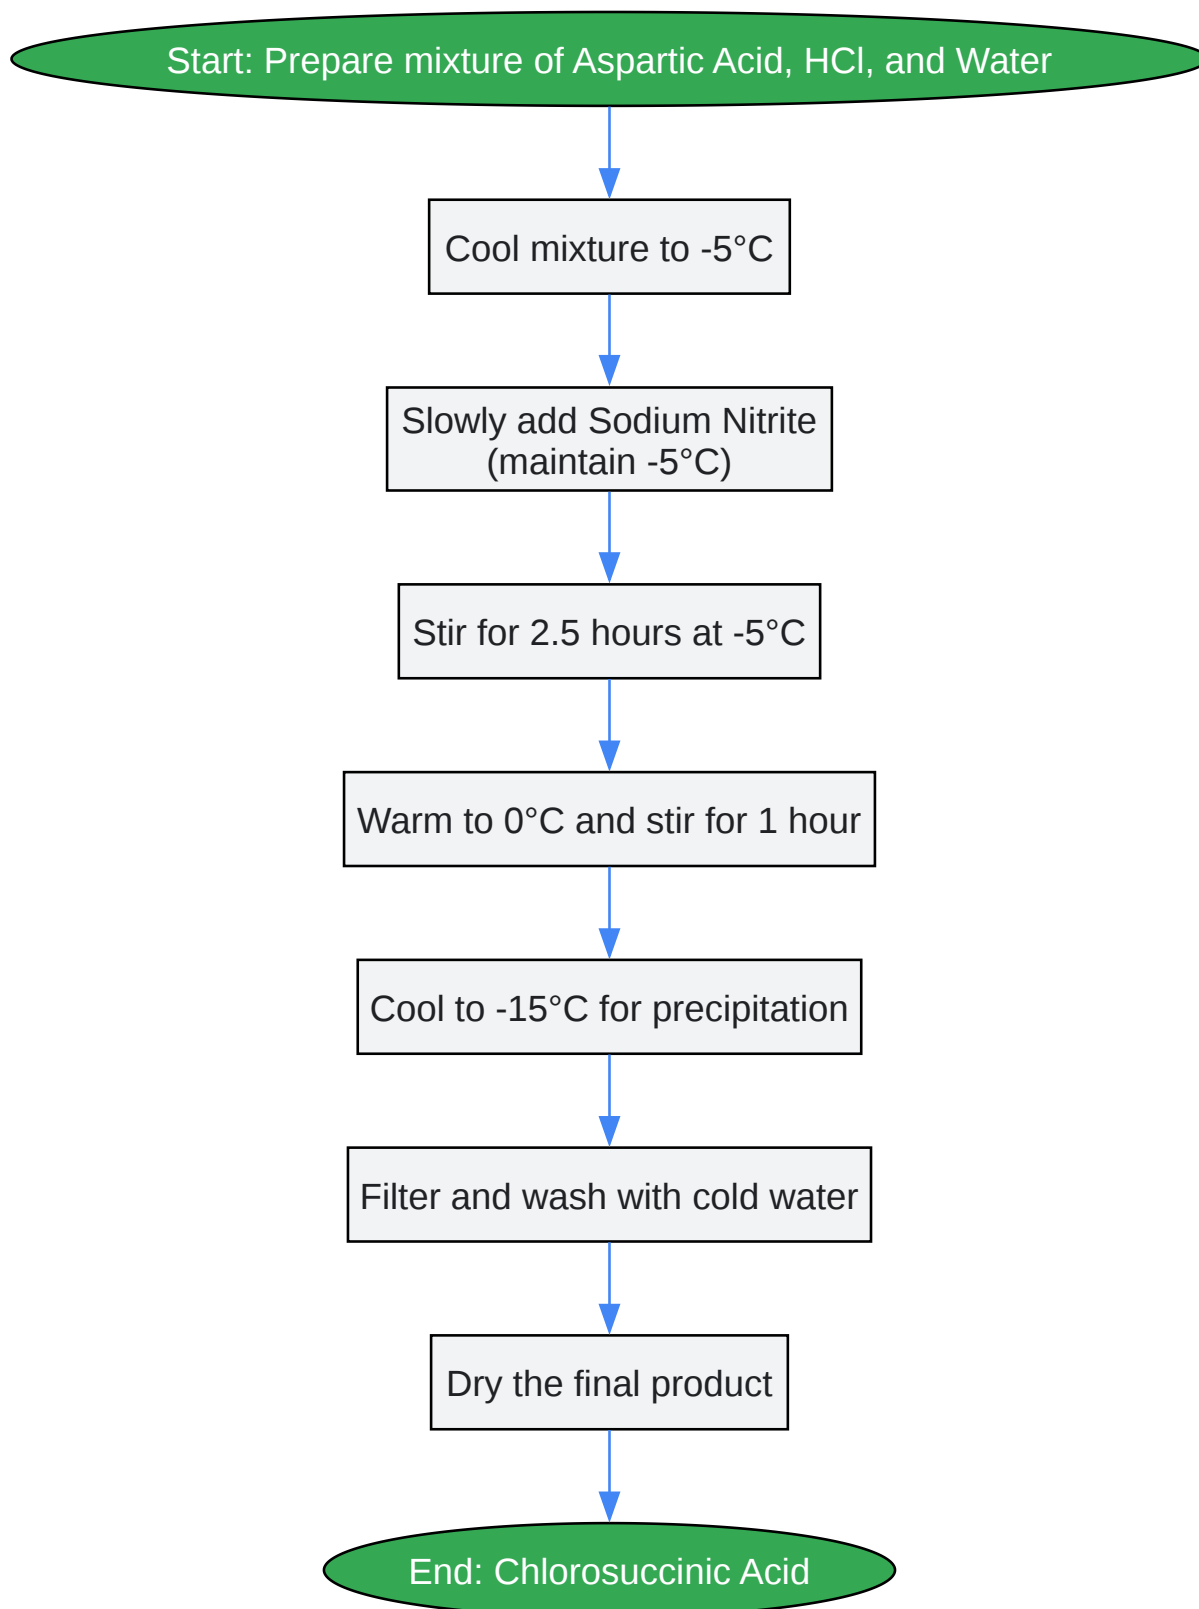 Start: Prepare mixture of Aspartic Acid, HCl, and Water
Cool mixture to -5°C
Slowly add Sodium Nitrite
(maintain -5°C)
Stir for 2.5 hours at -5°C
Warm to 0°C and stir for 1 hour
Cool to -15°C for precipitation
Filter and wash with cold water
Dry the final product
End: Chlorosuccinic Acid